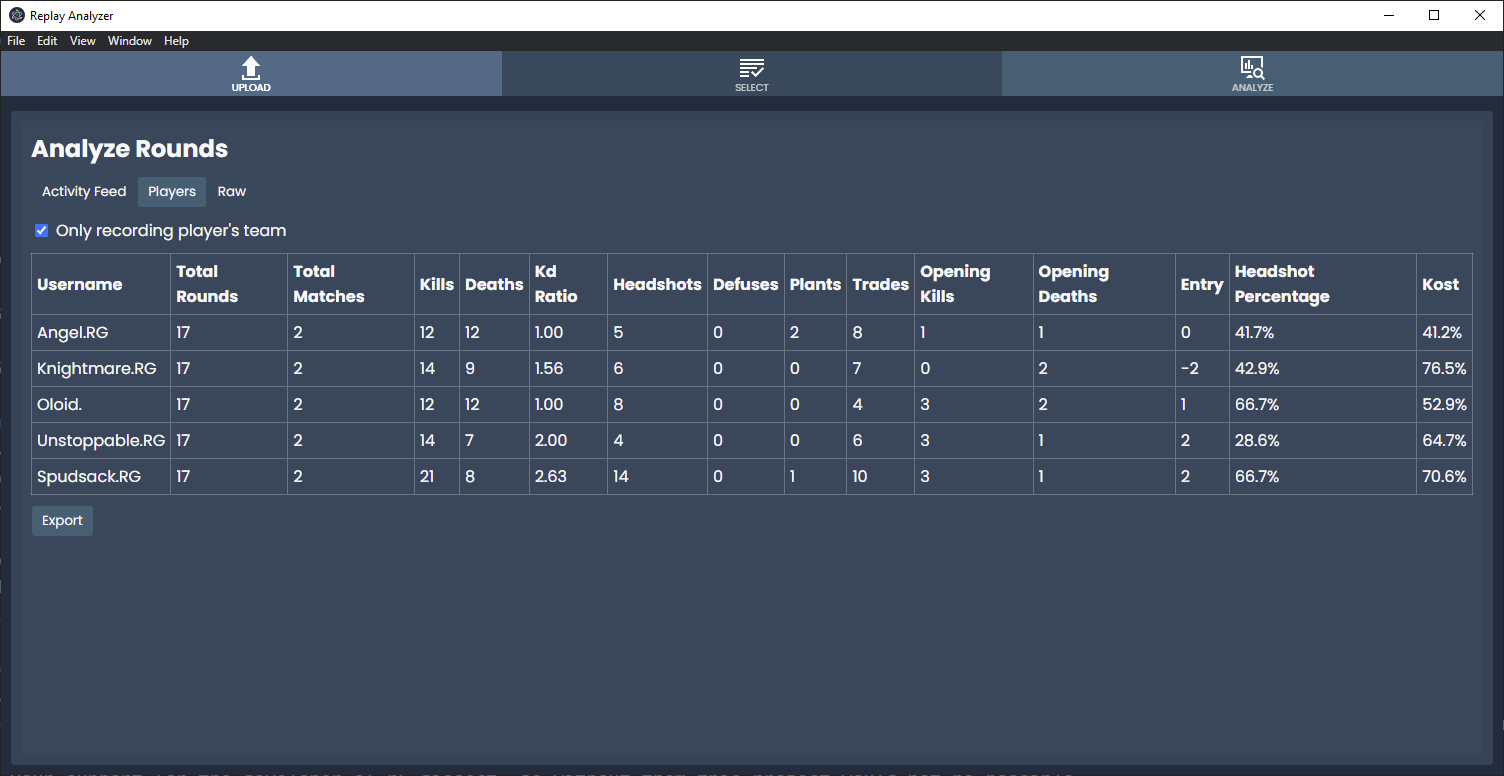 Replay Analyzer
File Edit View Window Help
UPLOAD SELECT ANALYZE
Analyze Rounds
Activity Feed Players Raw
Only recording player's team
Username Total Rounds Total Matches Kills Deaths Kd Ratio Headshots Defuses Plants Trades Opening Kills Opening Deaths Entry Headshot Percentage Kost
Angel.RG 17 2 12 12 1.00 5 0 2 8 1 1 0 41.7% 41.2%
Knightmare.RG 17 2 14 9 1.56 6 0 0 7 0 2 -2 42.9% 76.5%
Oloid. 17 2 12 12 1.00 8 0 0 4 3 2 1 66.7% 52.9%
Unstoppable.RG 17 2 14 7 2.00 4 0 0 6 3 1 2 28.6% 64.7%
Spudsack.RG 17 2 21 8 2.63 14 0 1 10 3 1 2 66.7% 70.6%
Export